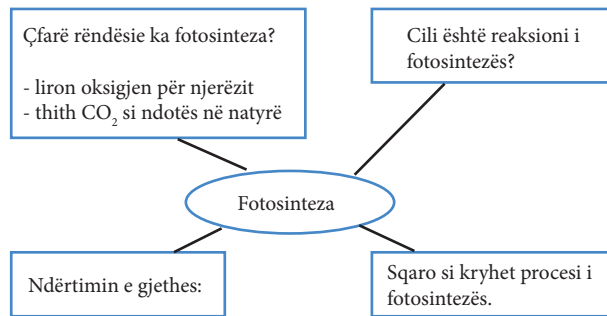 Çfarë rëndësie ka fotosinteza?
- liron oksigjen për njerëzit
- thith CO₂ si ndotës në natyrë
Cili është reaksioni i
fotosintezës?
Fotosinteza
Ndërtimin e gjethes:
Sqaro si kryhet procesi i
fotosintezës.